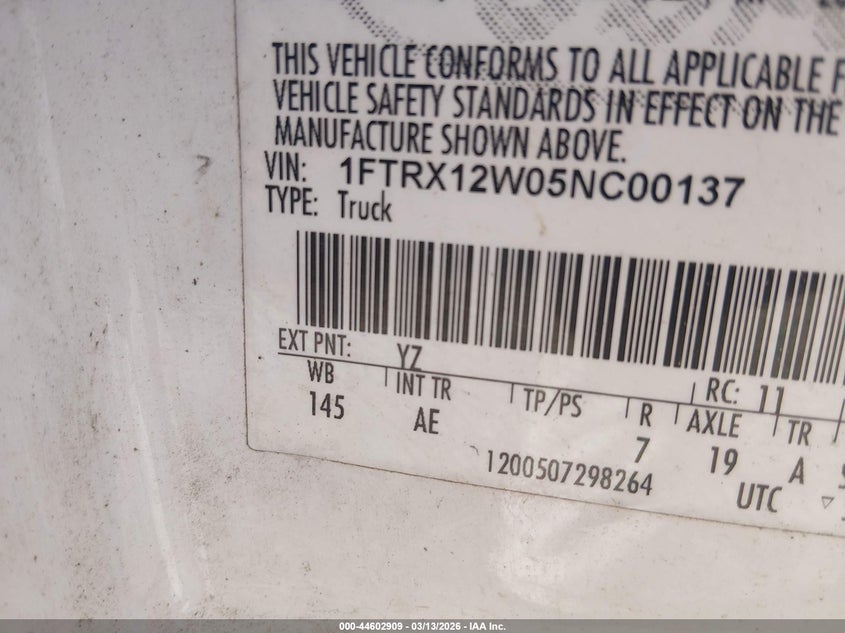 THIS VEHICLE CONFORMS TO ALL APPLICABLE F
VEHICLE SAFETY STANDARDS IN EFFECT ON THE
MANUFACTURE SHOWN ABOVE.
VIN: 1FTRX12W05NC00137
TYPE: Truck
EXT PNT: YZ RC: 11
WB INT TR TP/PS R AXLE TR
145 AE 7 19 A
1200507298264 UTC
000-44602909 - 03/13/2026 - IAA Inc.